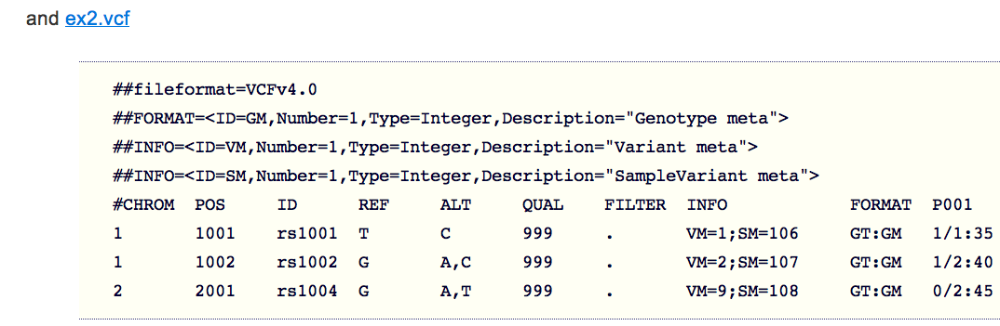 and ex2.vcf
##fileformat=VCFv4.0
##FORMAT=<ID=GM,Number=1,Type=Integer,Description="Genotype meta">
##INFO=<ID=VM,Number=1,Type=Integer,Description="Variant meta">
##INFO=<ID=SM,Number=1,Type=Integer,Description="SampleVariant meta">
#CHROM POS ID REF ALT QUAL FILTER INFO FORMAT P001
1 1001 rs1001 T C 999 . VM=1;SM=106 GT:GM 1/1:35
1 1002 rs1002 G A,C 999 . VM=2;SM=107 GT:GM 1/2:40
2 2001 rs1004 G A,T 999 . VM=9;SM=108 GT:GM 0/2:45